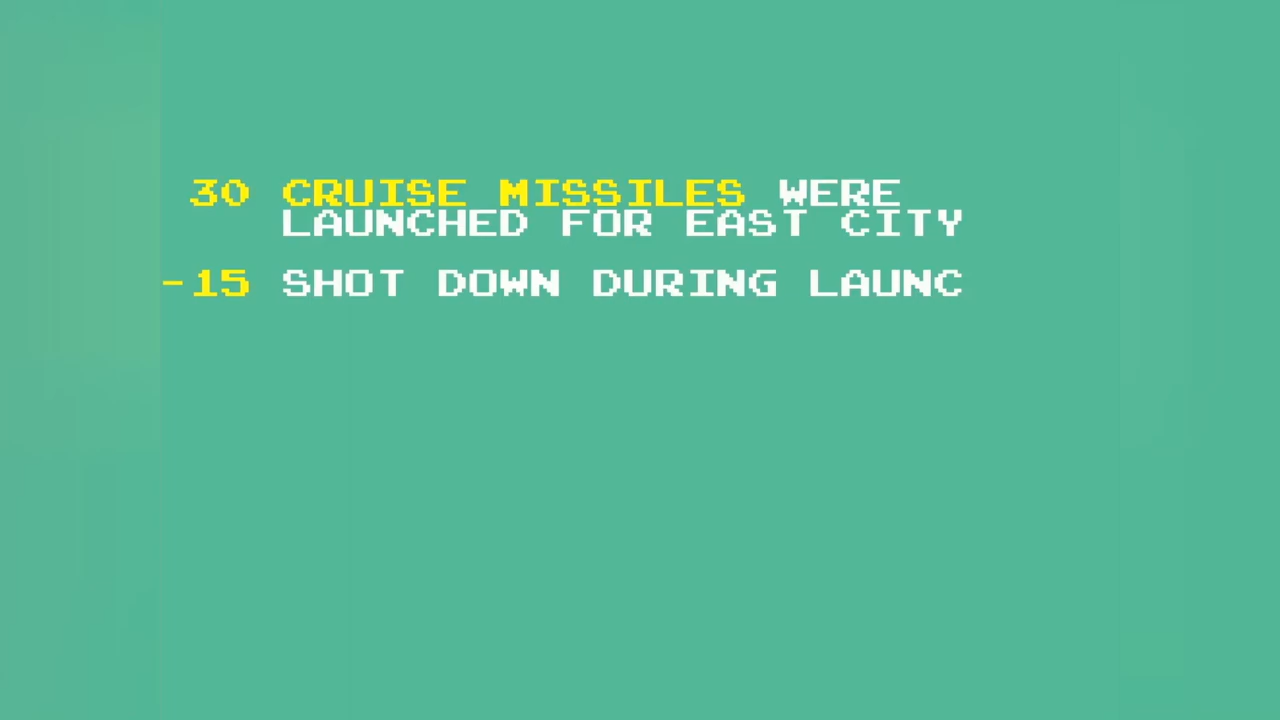 30 CRUISE MISSILES WERE
LAUNCHED FOR EAST CITY
-15 SHOT DOWN DURING LAUNC